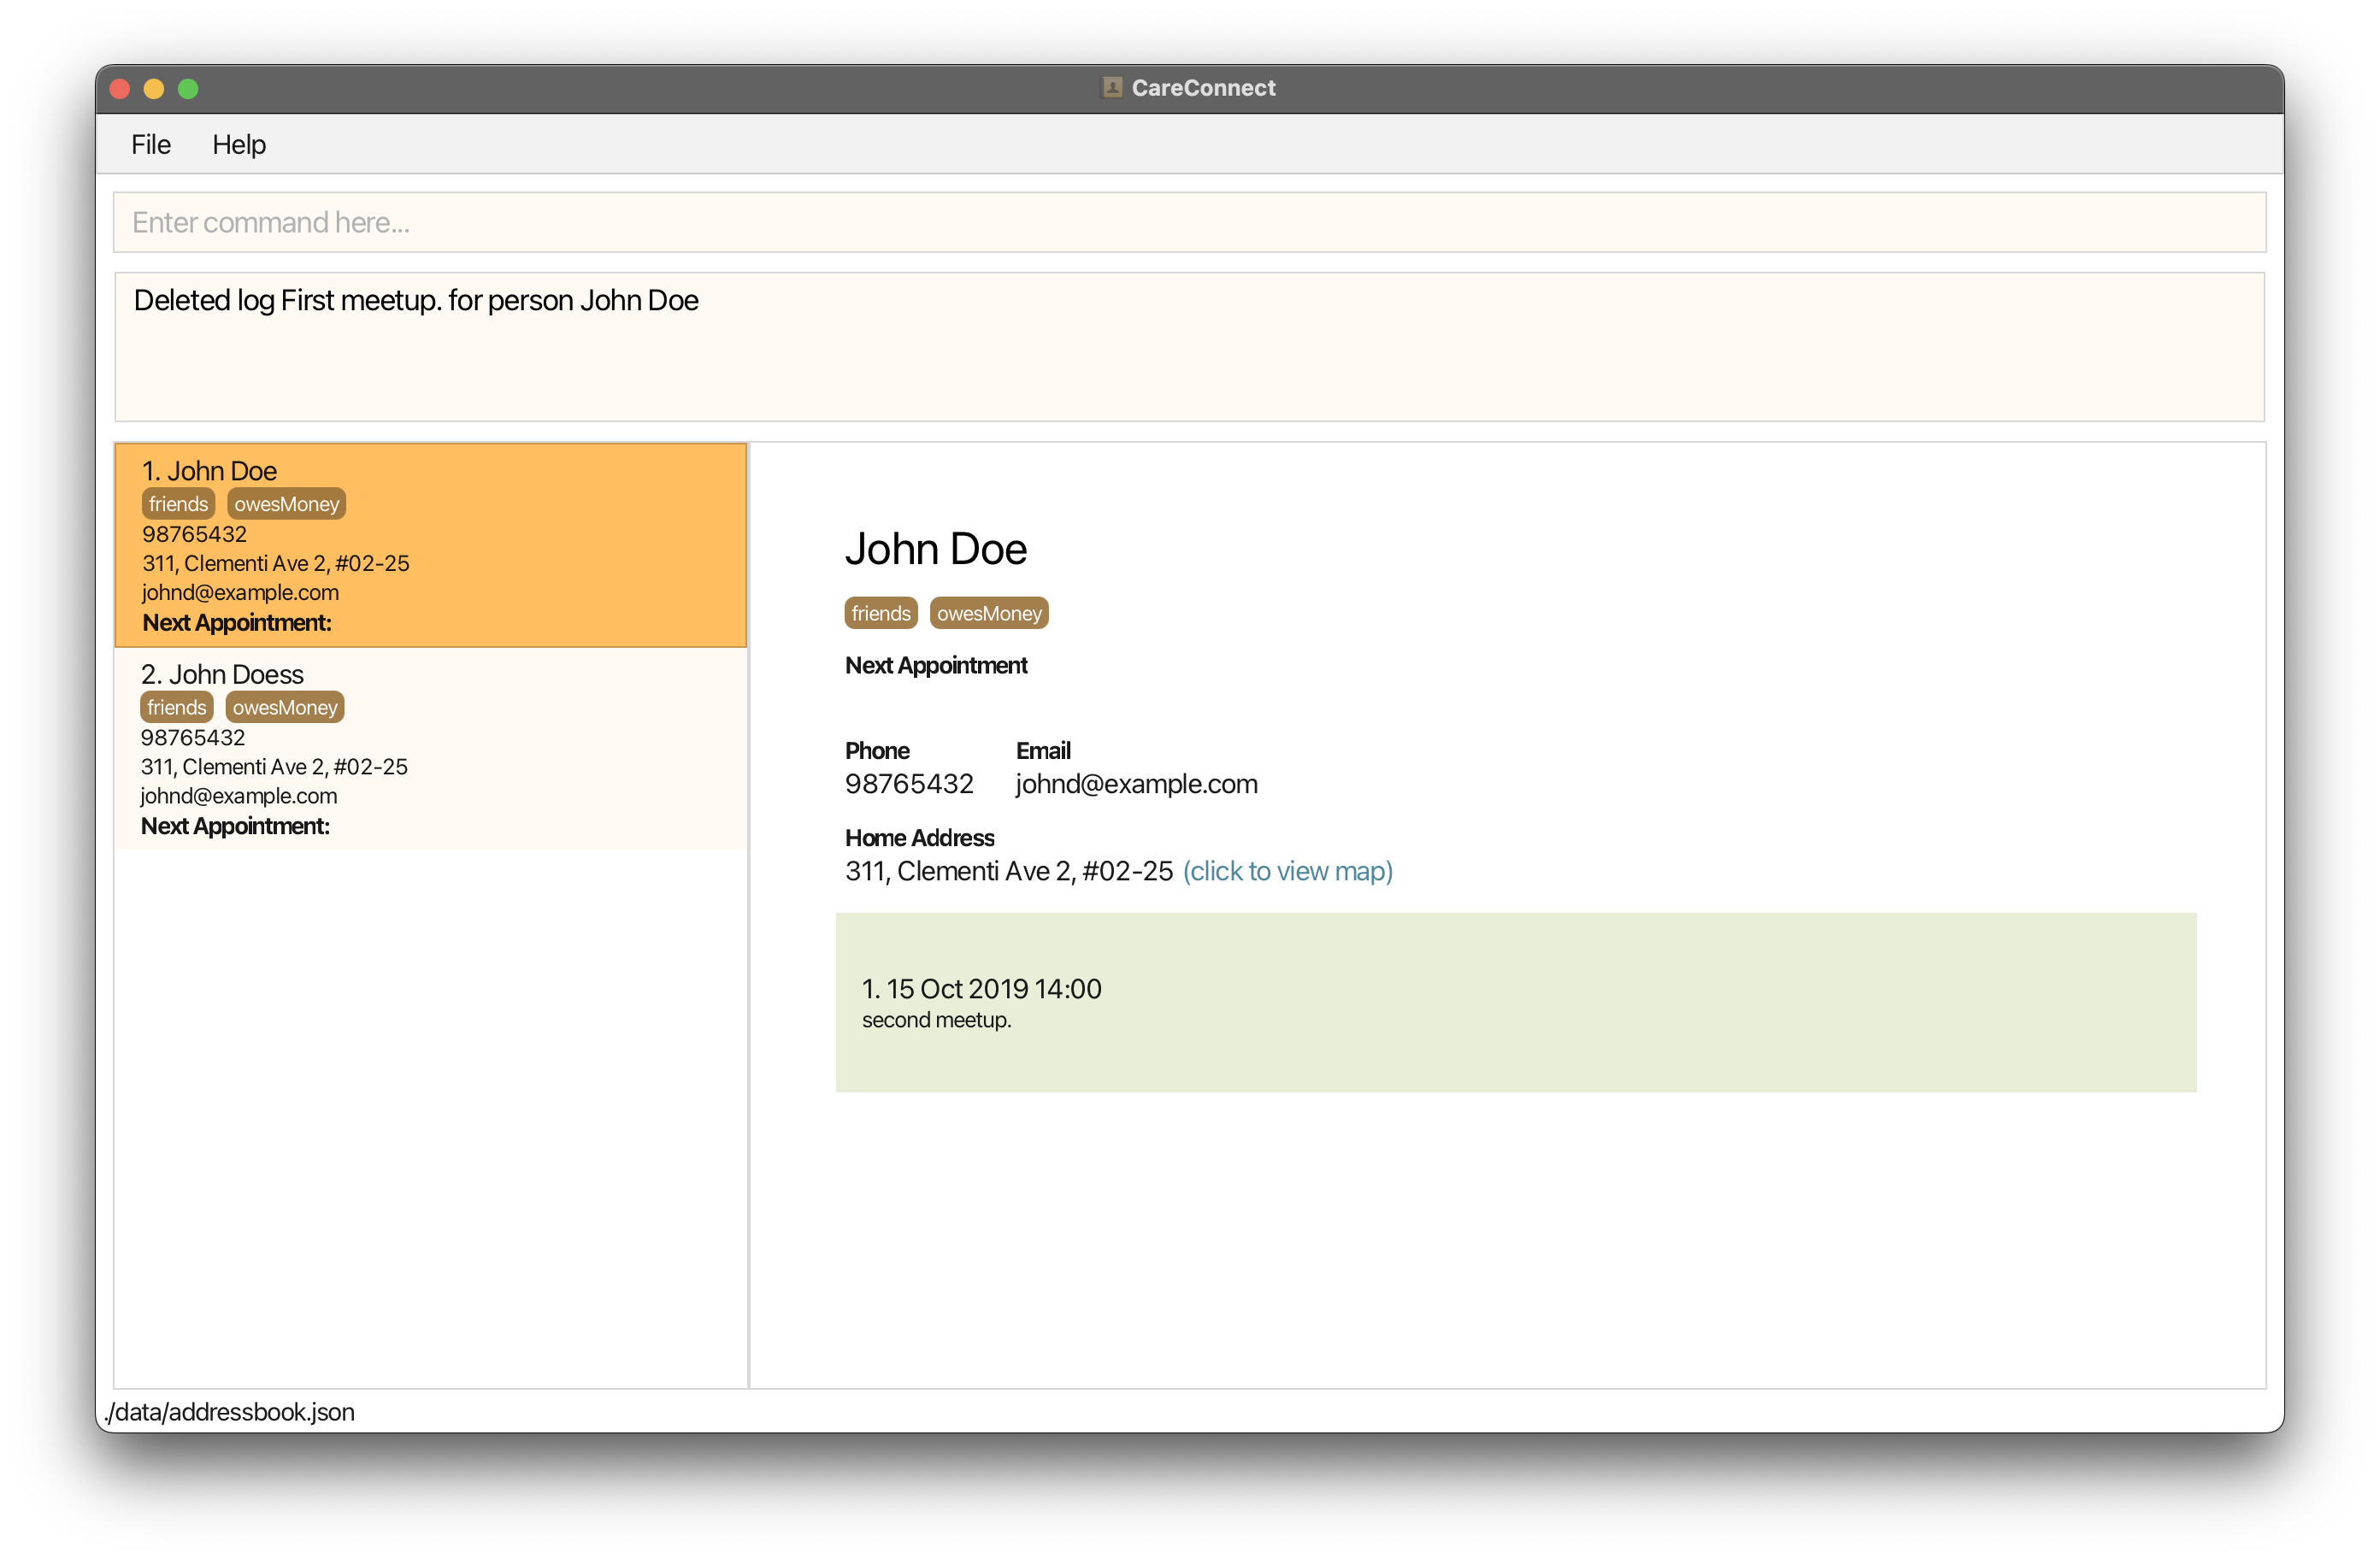 CareConnect
File Help
Enter command here...
Deleted log First meetup. for person John Doe
1. John Doe
friends owesMoney
98765432
311, Clementi Ave 2, #02-25
johnd@example.com
Next Appointment:
2. John Doess
friends owesMoney
98765432
311, Clementi Ave 2, #02-25
johnd@example.com
Next Appointment:
John Doe
friends owesMoney
Next Appointment
Phone Email
98765432 johnd@example.com
Home Address
311, Clementi Ave 2, #02-25 (click to view map)
1. 15 Oct 2019 14:00
second meetup.
./data/addressbook.json